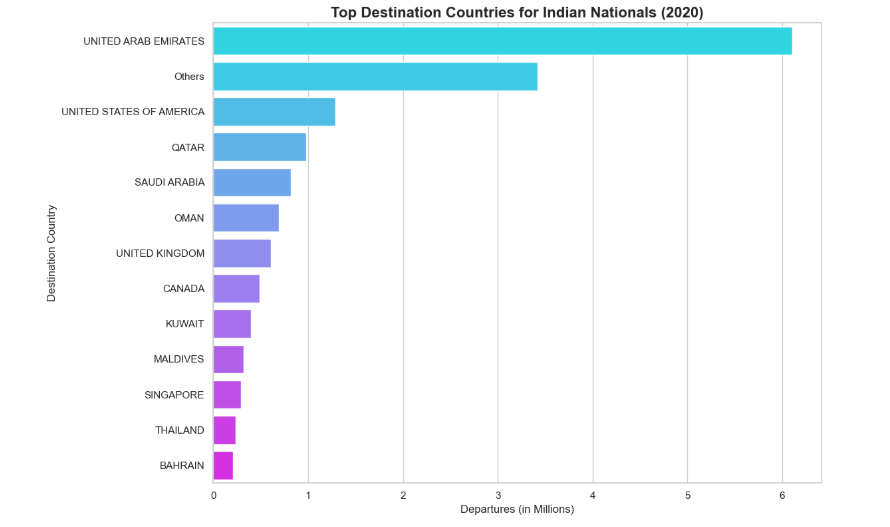 Top Destination Countries for Indian Nationals (2020)
UNITED ARAB EMIRATES
Others
UNITED STATES OF AMERICA
QATAR
SAUDI ARABIA
OMAN
UNITED KINGDOM
CANADA
KUWAIT
MALDIVES
SINGAPORE
THAILAND
BAHRAIN
Destination Country
0 1 2 3 4 5 6
Departures (in Millions)